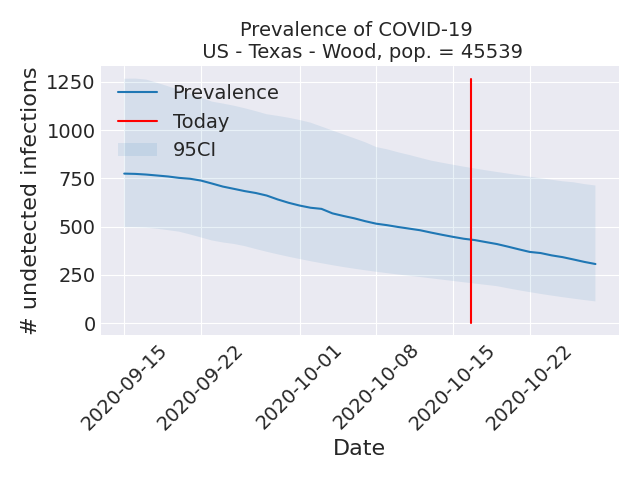 Prevalence of COVID-19
US - Texas - Wood, pop. = 45539
# undetected infections
1250
1000
750
500
250
0
Prevalence
Today
95CI
2020-09-15
2020-09-22
2020-10-01
2020-10-08
2020-10-15
2020-10-22
Date